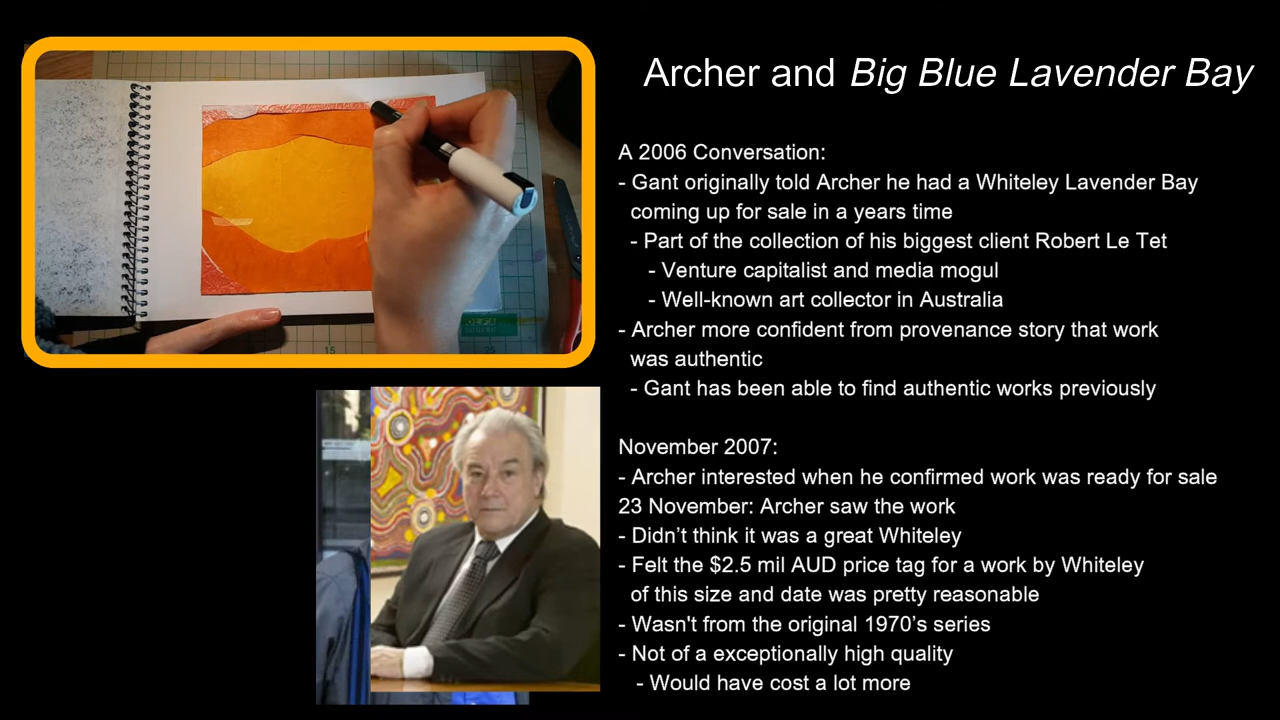 Archer and Big Blue Lavender Bay
A 2006 Conversation:
- Gant originally told Archer he had a Whiteley Lavender Bay
coming up for sale in a years time
- Part of the collection of his biggest client Robert Le Tet
- Venture capitalist and media mogul
- Well-known art collector in Australia
- Archer more confident from provenance story that work
was authentic
- Gant has been able to find authentic works previously
November 2007:
- Archer interested when he confirmed work was ready for sale
23 November: Archer saw the work
- Didn't think it was a great Whiteley
- Felt the $2.5 mil AUD price tag for a work by Whiteley
of this size and date was pretty reasonable
- Wasn't from the original 1970's series
- Not of a exceptionally high quality
- Would have cost a lot more
15
25